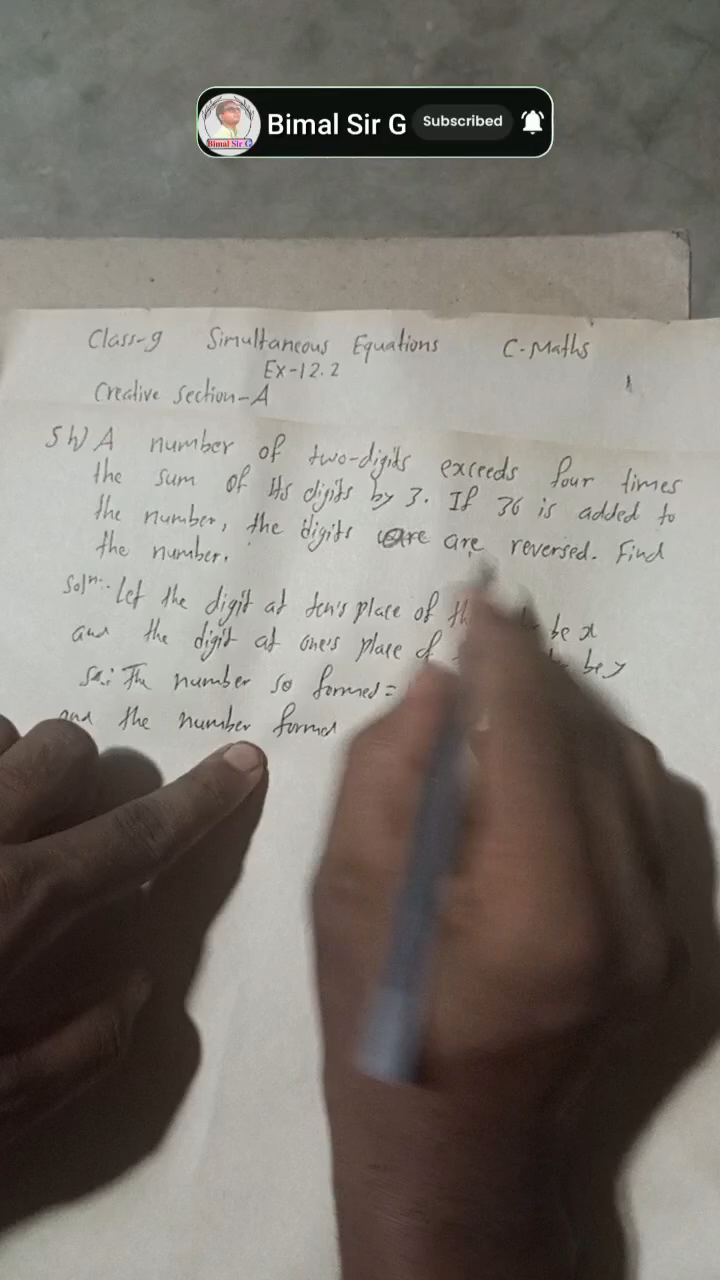 Bimal Sir G Subscribed
Bimal Sir G
Class-9 Simultaneous Equations C-Maths
Ex-12.2
Creative Section-A
A number of two-digits exceeds four times
the sum of its digits by 3. If 36 is added to
the number, the digits are are reversed. Find
the number.
Solⁿ: Let the digit at ten's place of be x
and the digit at one's place of be y
The number so formed =
and the number formed